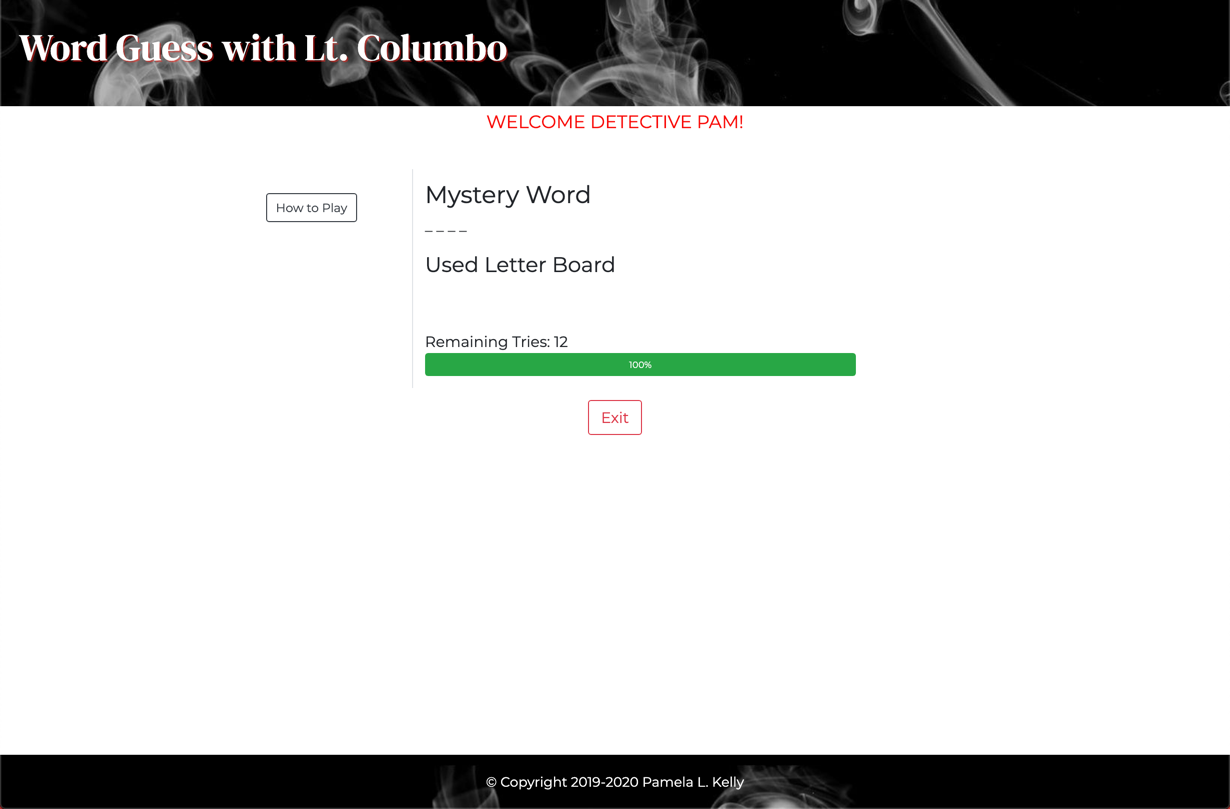 Word Guess with Lt. Columbo
WELCOME DETECTIVE PAM!
How to Play
Mystery Word
_ _ _ _
Used Letter Board
Remaining Tries: 12
100%
Exit
© Copyright 2019-2020 Pamela L. Kelly